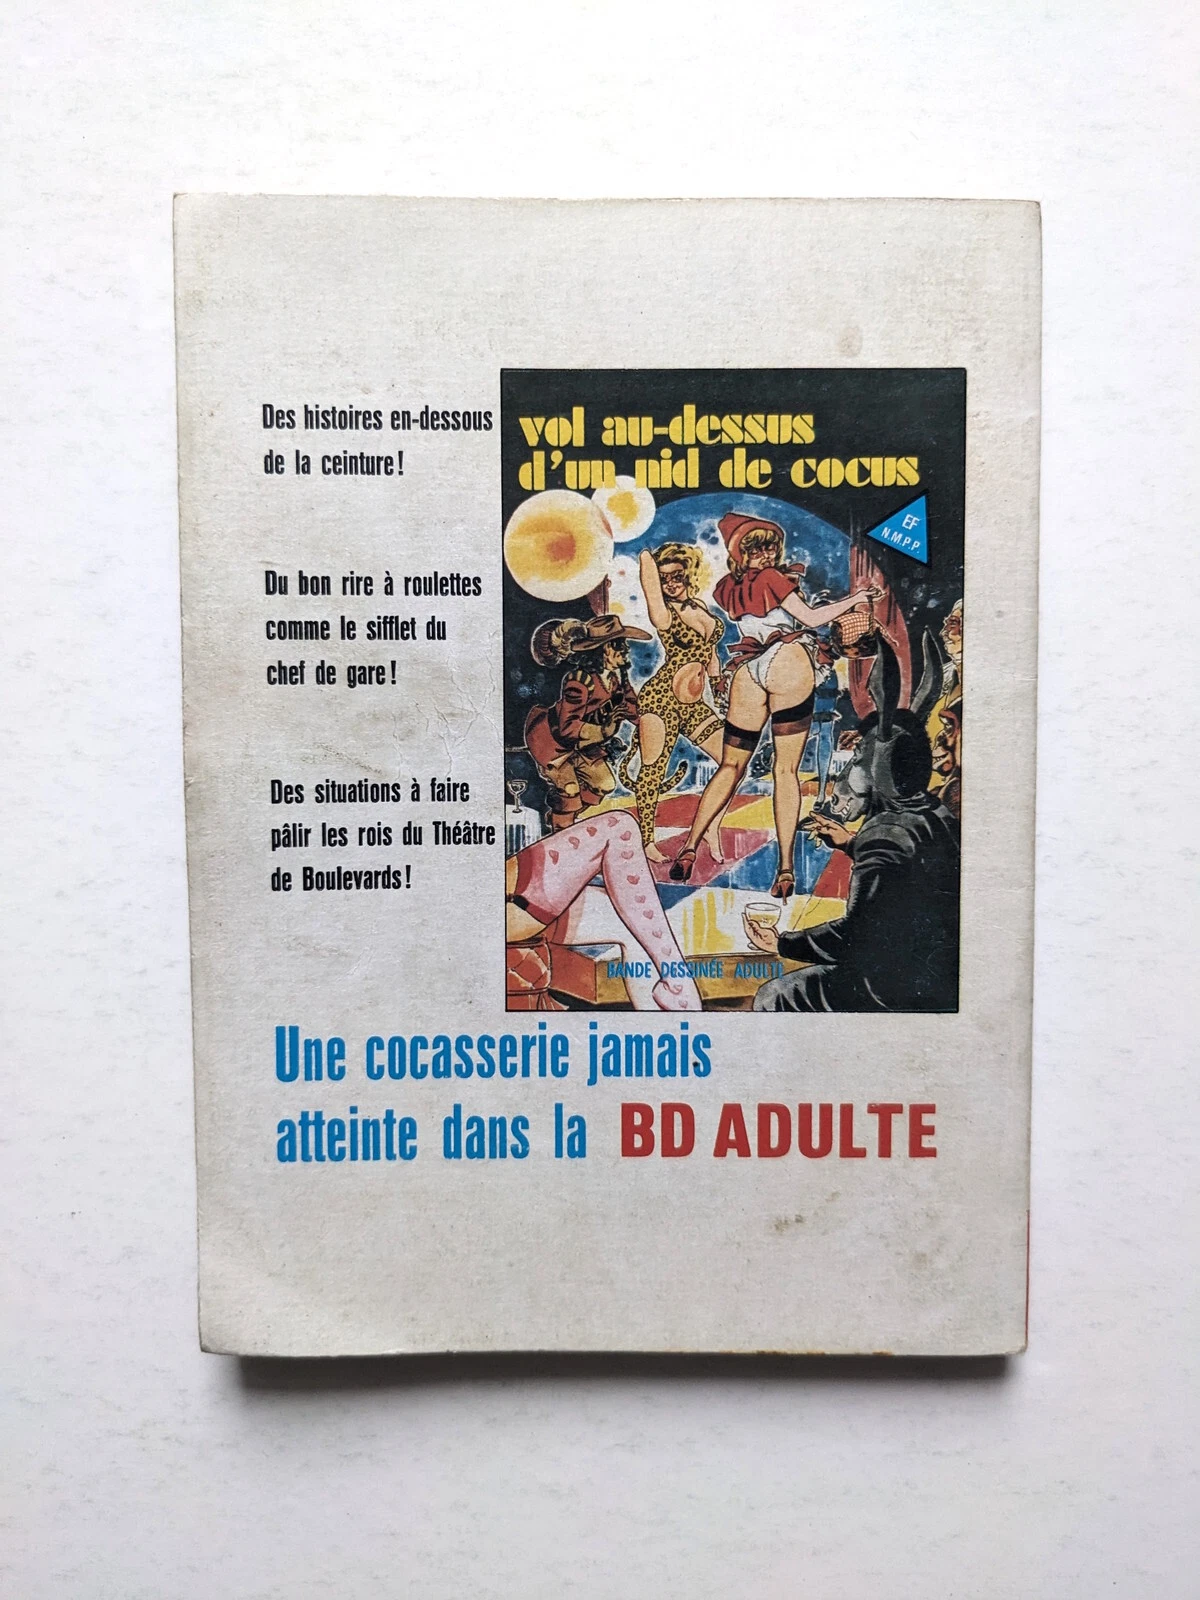 Des histoires en-dessous
de la ceinture!
Du bon rire à roulettes
comme le sifflet du
chef de gare!
Des situations à faire
pâlir les rois du Théâtre
de Boulevards!
vol au-dessus
d'un nid de cocus
EF
N.M.P.P.
BANDE DESSINÉE ADULTE
Une cocasserie jamais
atteinte dans la BD ADULTE